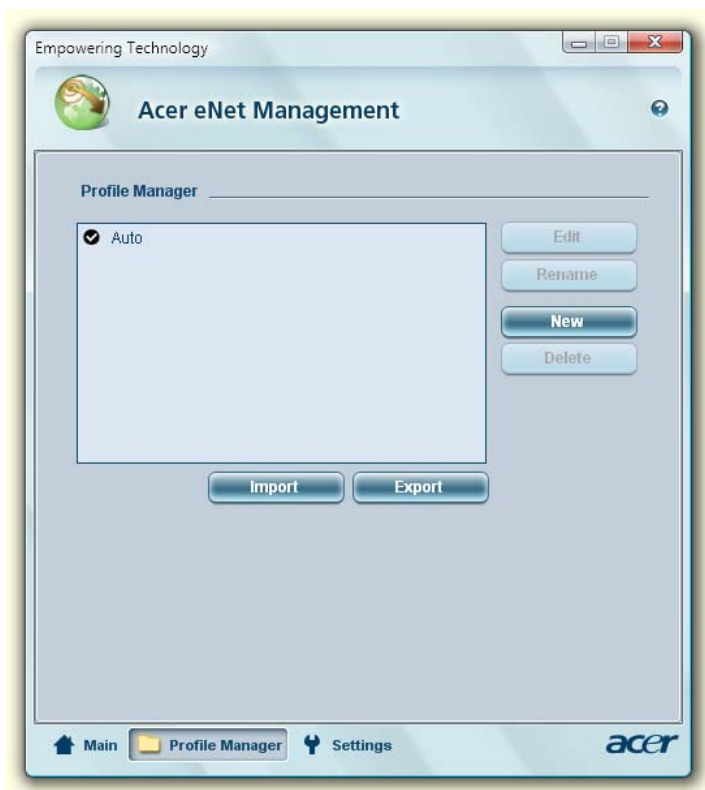 Empowering Technology
Acer eNet Management
Profile Manager
Auto
Edit
Rename
New
Delete
Import
Export
Main
Profile Manager
Settings
acer